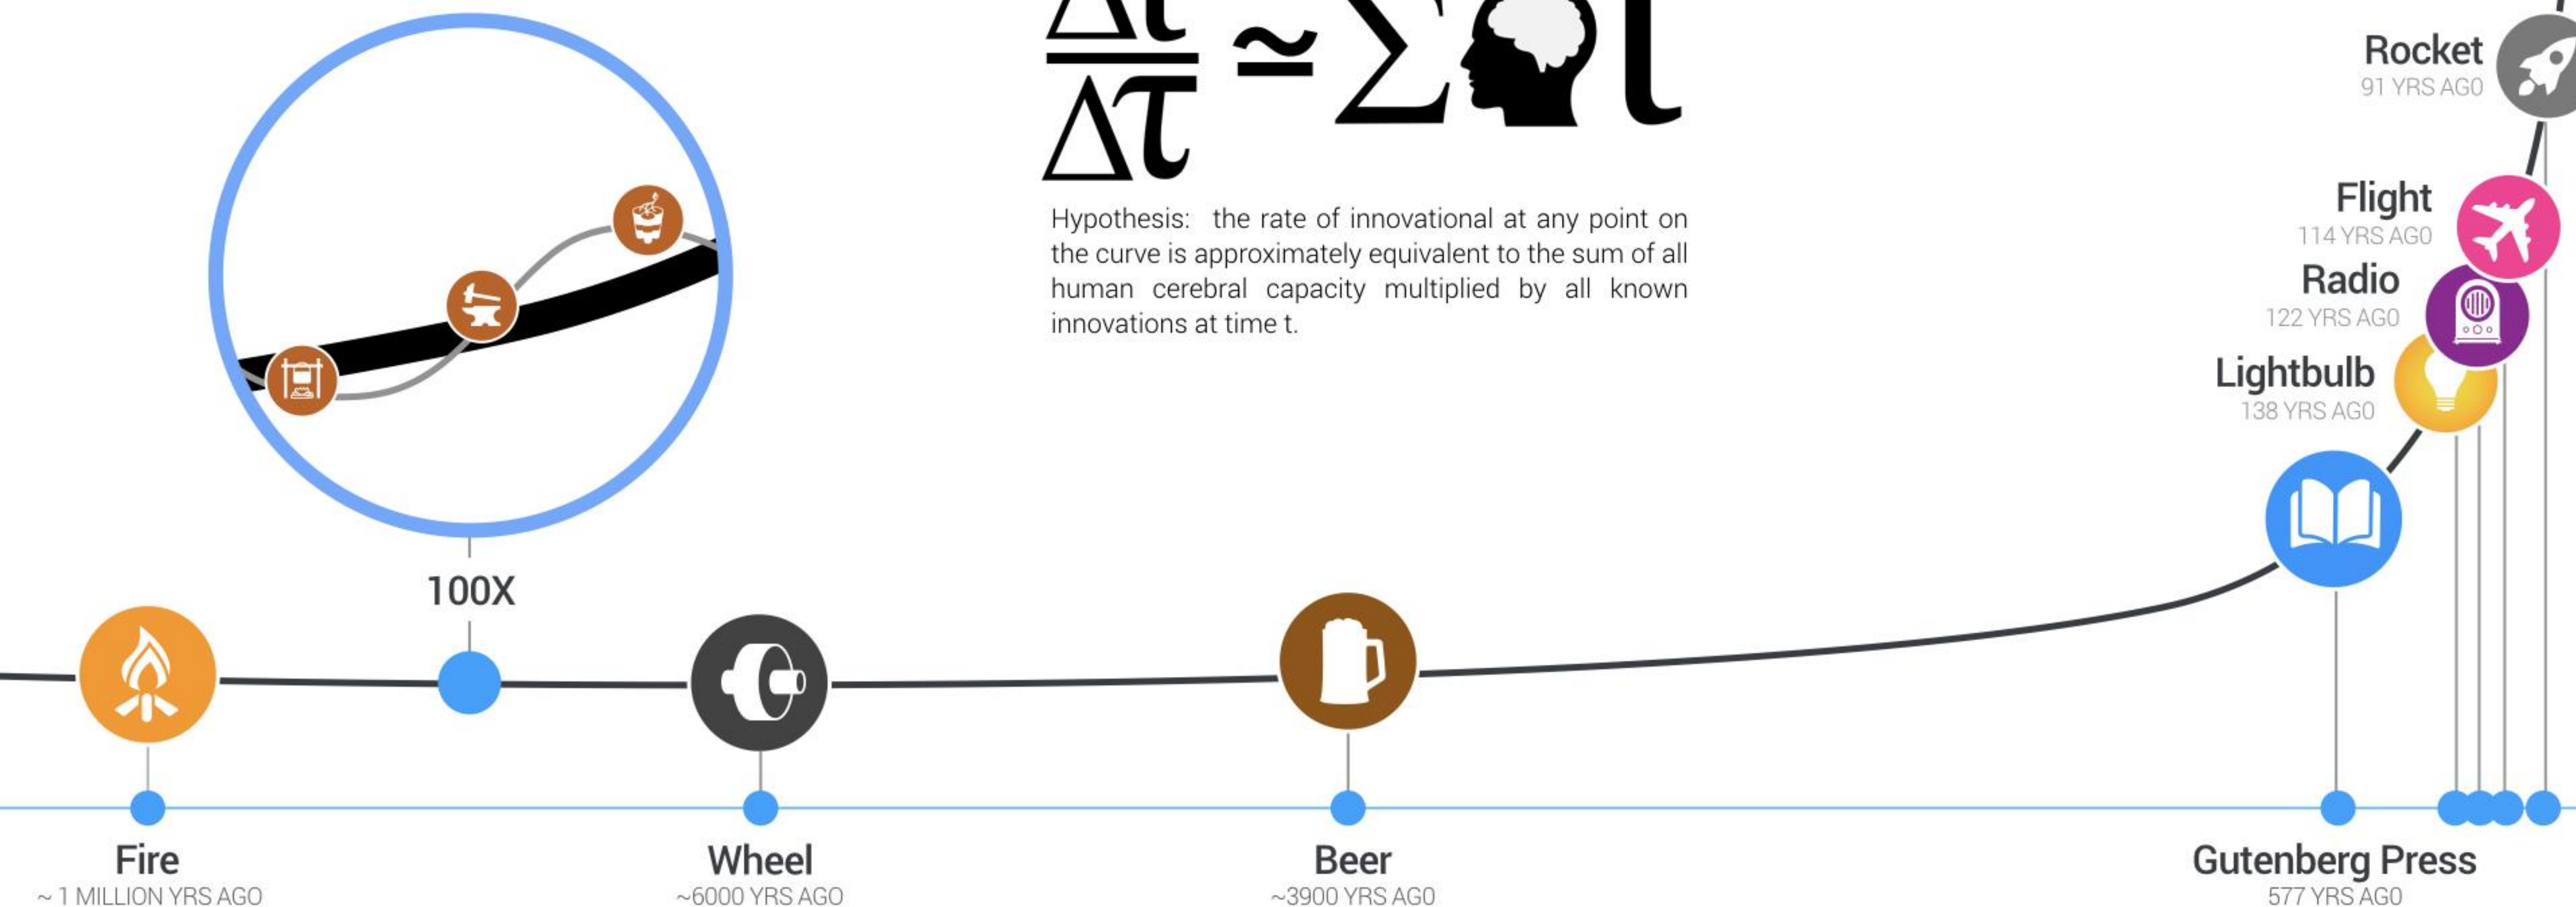 Δτ ≃ Σ ι
Hypothesis: the rate of innovational at any point on
the curve is approximately equivalent to the sum of all
human cerebral capacity multiplied by all known
innovations at time t.
Rocket
91 YRS AGO
Flight
114 YRS AGO
Radio
122 YRS AGO
Lightbulb
138 YRS AGO
100X
Fire
~ 1 MILLION YRS AGO
Wheel
~6000 YRS AGO
Beer
~3900 YRS AGO
Gutenberg Press
577 YRS AGO